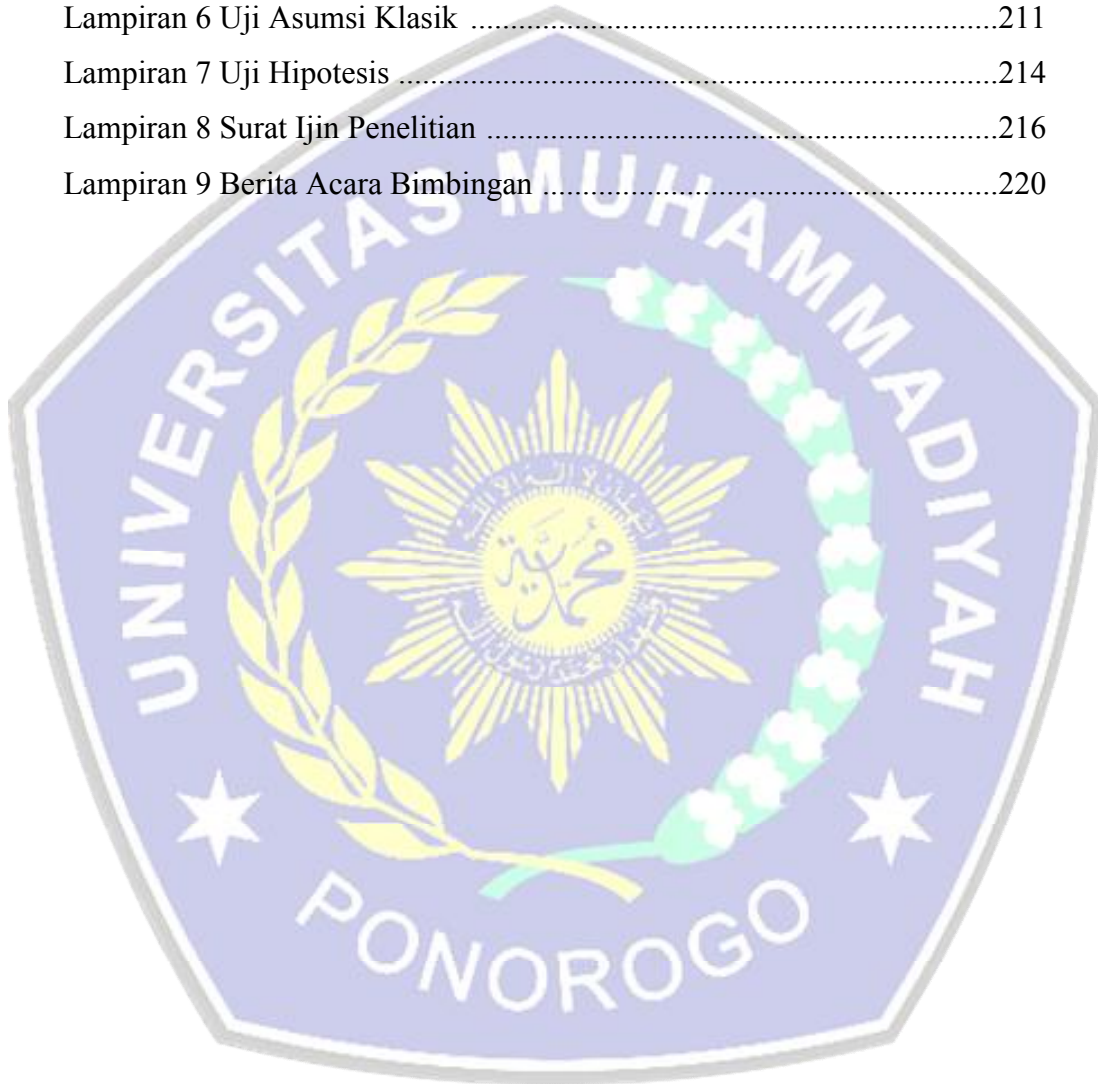 Lampiran 6 Uji Asumsi Klasik ................................................................211
Lampiran 7 Uji Hipotesis ................................................................214
Lampiran 8 Surat Ijin Penelitian ................................................................216
Lampiran 9 Berita Acara Bimbingan ................................................................220
UNIVERSITAS MUHAMMADIYAH
محمدية
PONOROGO